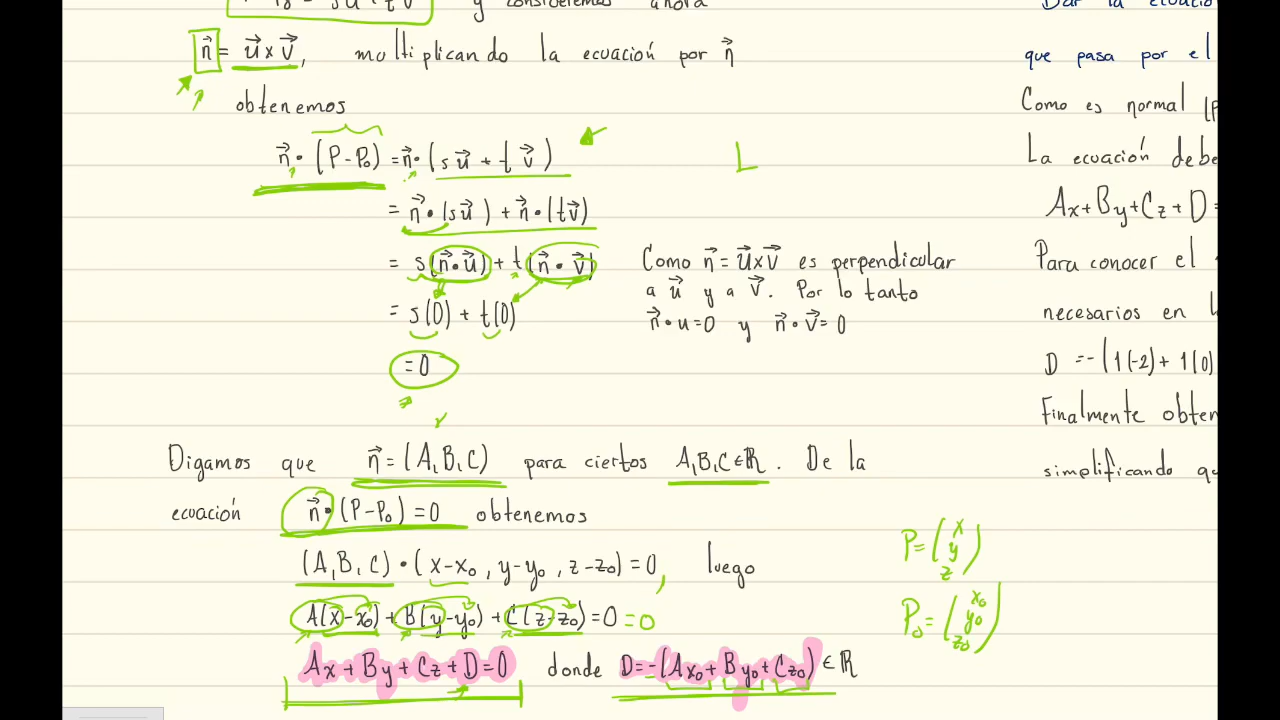 y consideremos ahora
n⃗ = u⃗ × v⃗, multiplicando la ecuación por n⃗
obtenemos
n⃗ • (P-P₀) = n⃗ • (s u⃗ + t v⃗)
= n⃗ • (s u⃗) + n⃗ • (t v⃗)
= s(n⃗ • u⃗) + t(n⃗ • v⃗)
= s(0) + t(0)
= 0
Como n⃗ = u⃗ × v⃗ es perpendicular
a u⃗ y a v⃗. Por lo tanto
n⃗ • u = 0 y n⃗ • v⃗ = 0
L
Digamos que n⃗ = (A, B, C) para ciertos A, B, C ∈ ℝ. De la
ecuación n⃗ • (P-P₀) = 0 obtenemos
(A, B, C) • (x-x₀, y-y₀, z-z₀) = 0, luego
A(x-x₀) + B(y-y₀) + C(z-z₀) = 0 = 0
Ax + By + Cz + D = 0 donde D = -(Ax₀ + By₀ + Cz₀) ∈ ℝ
P = (x y z)
P₀ = (x₀ y₀ z₀)
Dar la ecuació
que pasa por el
Como es normal
La ecuación debe
Ax + By + Cz + D =
Para conocer el
necesarios en
D = -(1(-2) + 1(0)
Finalmente obten
simplificando qu